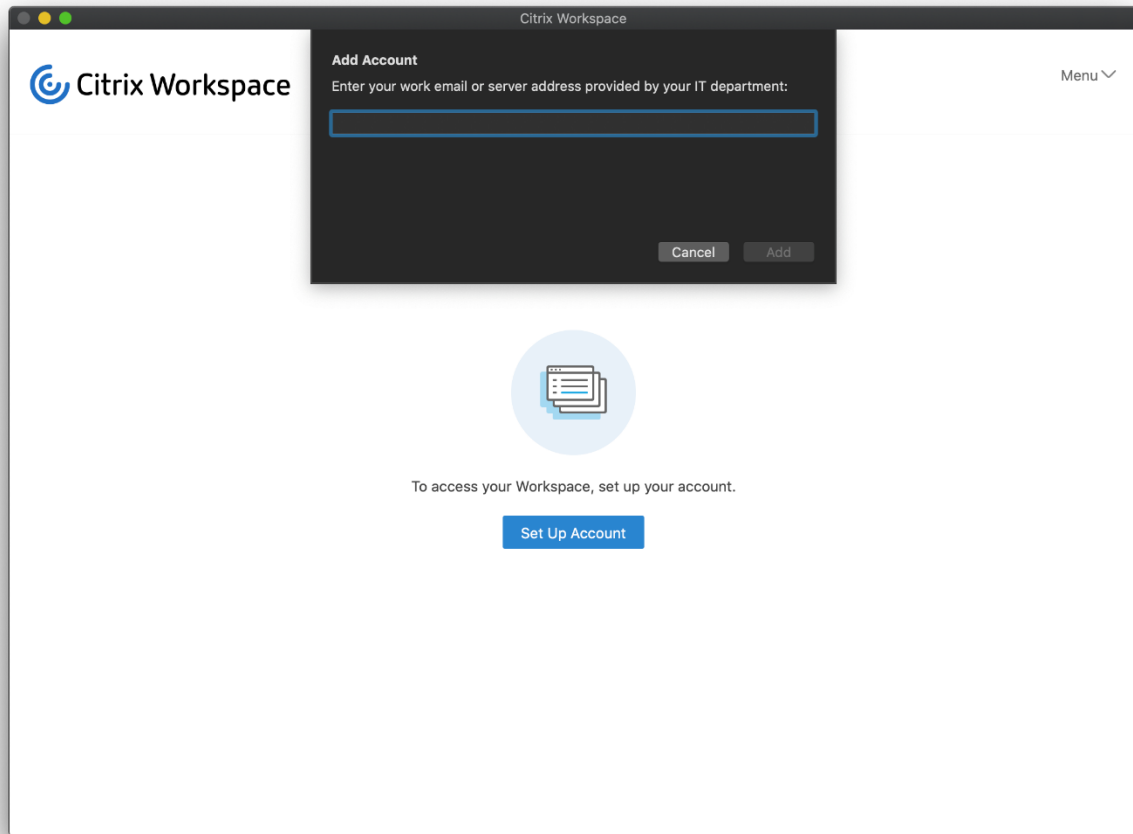 Citrix Workspace
Add Account
Enter your work email or server address provided by your IT department:
Citrix Workspace
Menu
Cancel
Add
To access your Workspace, set up your account.
Set Up Account